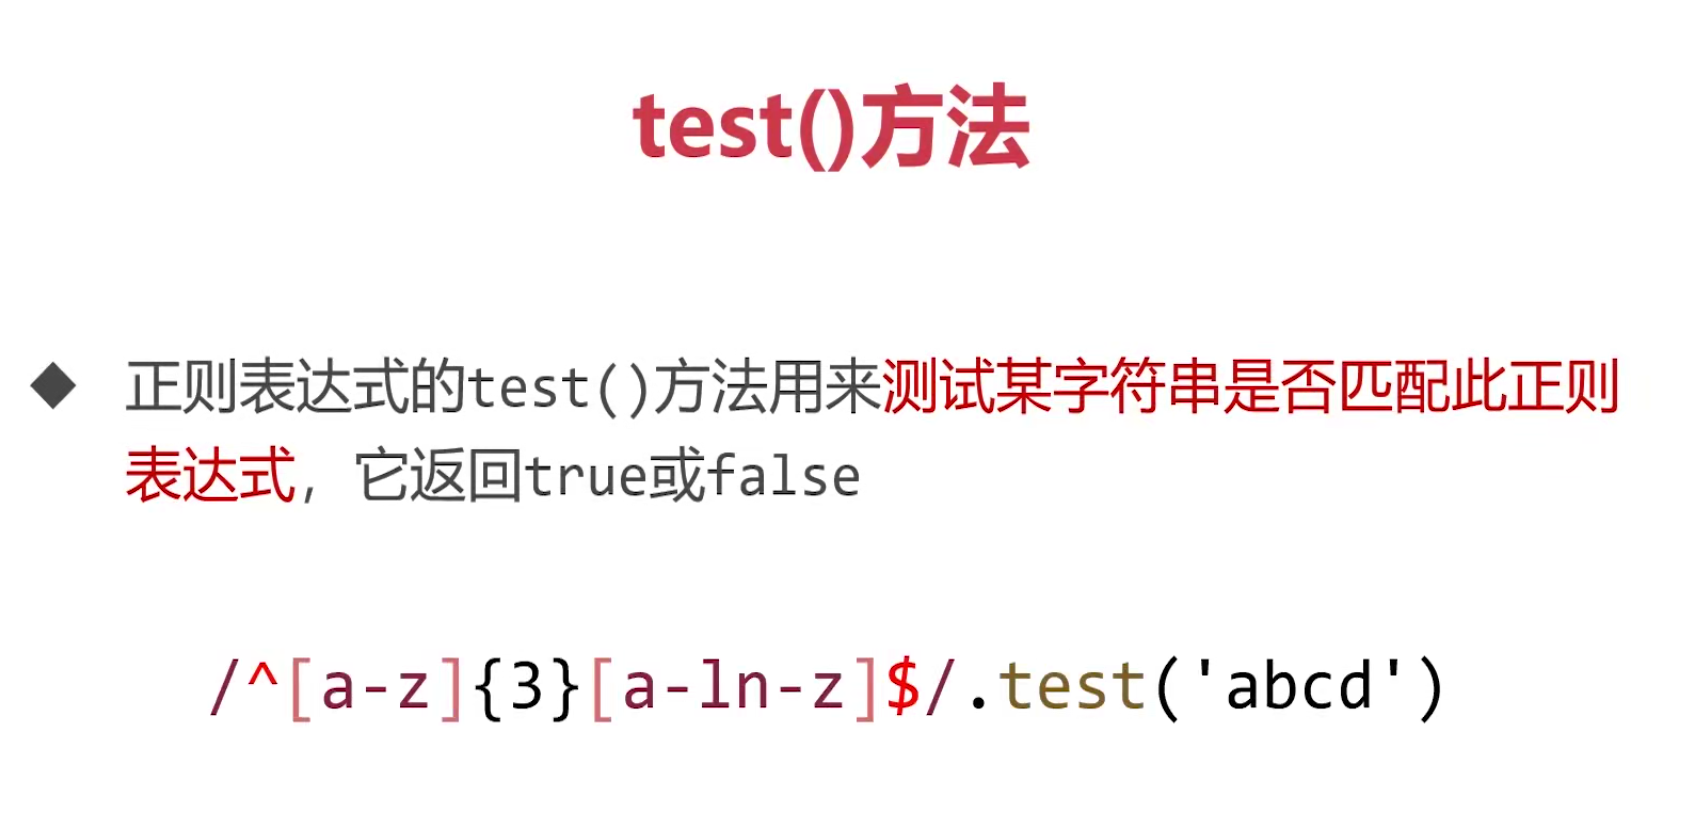 test()方法
正则表达式的test()方法用来测试某字符串是否匹配此正则
表达式，它返回true或false
/^[a-z]{3}[a-ln-z]$/.test('abcd')